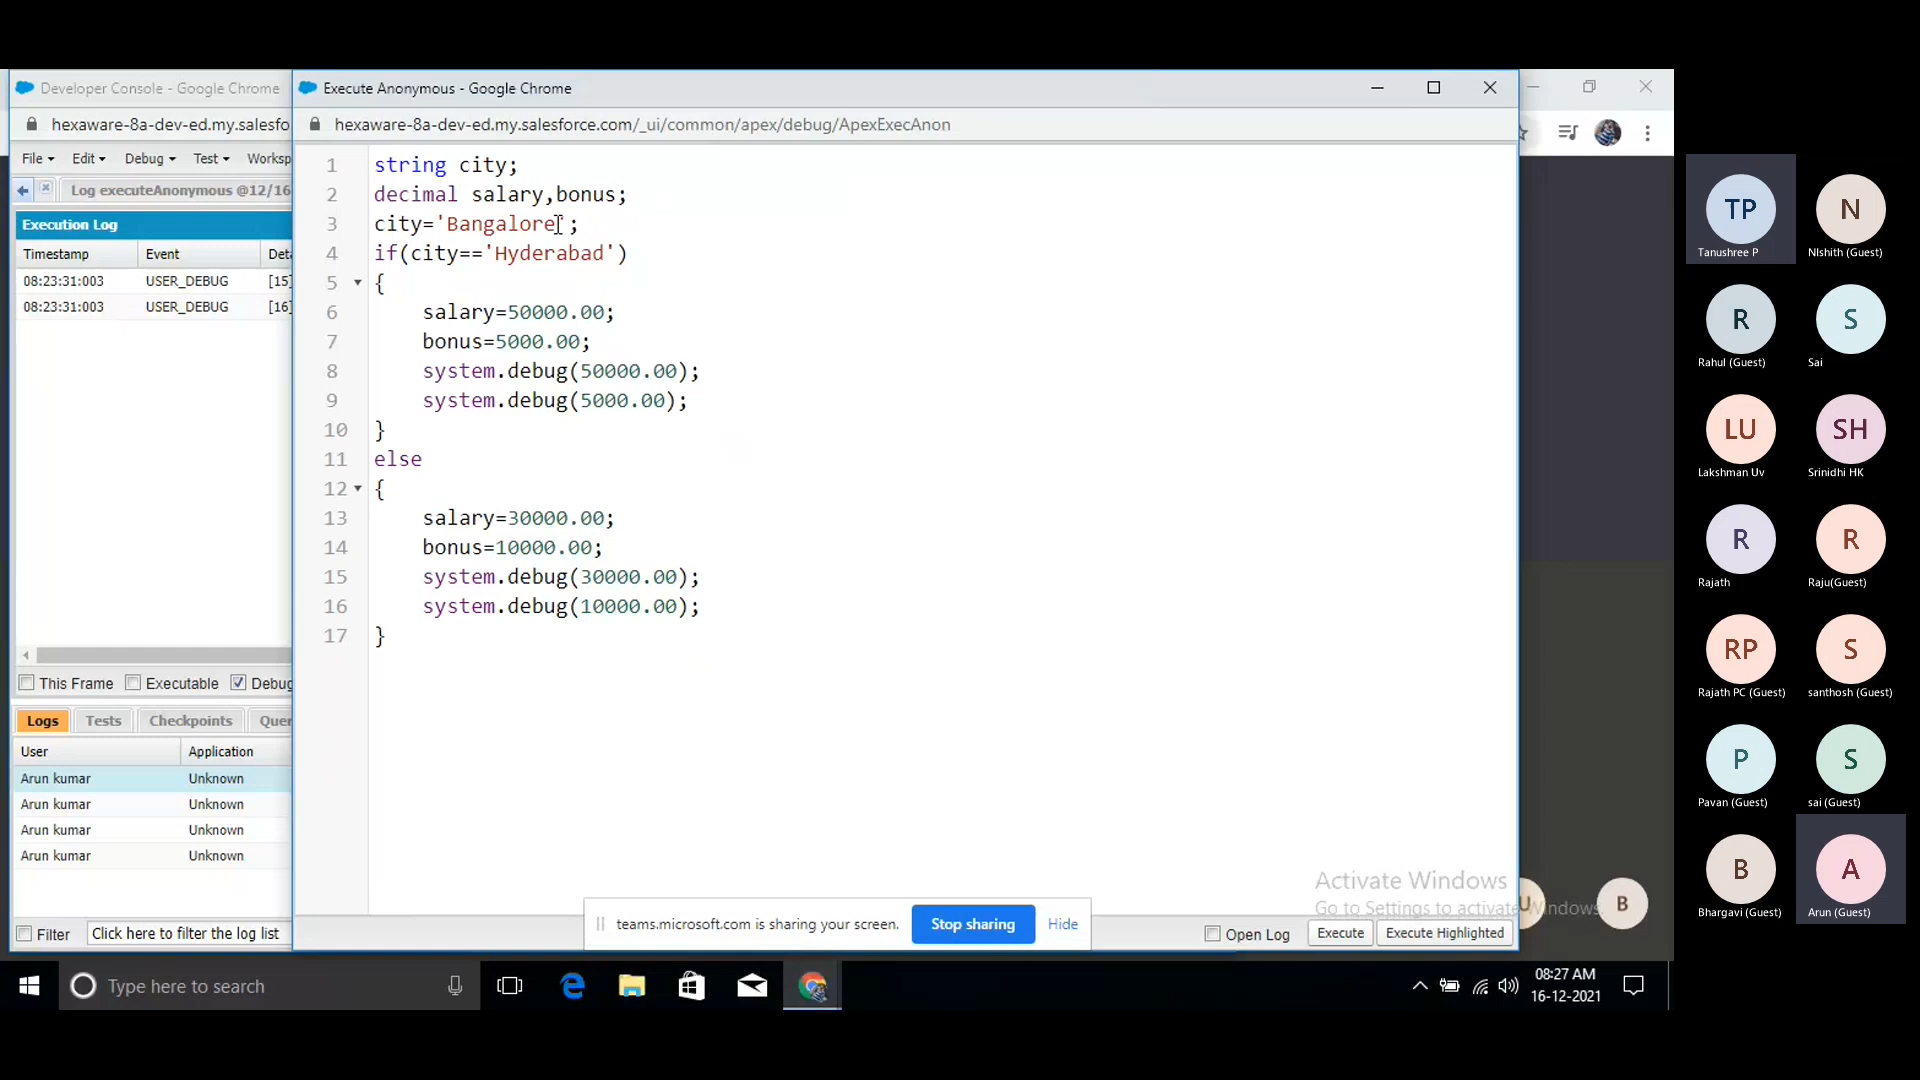 Developer Console - Google Chrome
hexaware-8a-dev-ed.my.salesfo
File
Edit
Debug
Test
Worksp
Log executeAnonymous @12/16
Execution Log
Timestamp
Event
Deta
08:23:31:003
USER_DEBUG
[15]
08:23:31:003
USER_DEBUG
[16]
This Frame
Executable
Debug
Logs
Tests
Checkpoints
Quer
User
Application
Arun kumar
Unknown
Arun kumar
Unknown
Arun kumar
Unknown
Arun kumar
Unknown
Filter
Click here to filter the log list
Execute Anonymous - Google Chrome
hexaware-8a-dev-ed.my.salesforce.com/_ui/common/apex/debug/ApexExecAnon
1 string city;
2 decimal salary,bonus;
3 city='Bangalore';
4 if(city=='Hyderabad')
5 {
6 salary=50000.00;
7 bonus=5000.00;
8 system.debug(50000.00);
9 system.debug(5000.00);
10 }
11 else
12 {
13 salary=30000.00;
14 bonus=10000.00;
15 system.debug(30000.00);
16 system.debug(10000.00);
17 }
Activate Windows
Go to Settings to activate Windows.
teams.microsoft.com is sharing your screen.
Stop sharing
Hide
Open Log
Execute
Execute Highlighted
U
B
Type here to search
08:27 AM
16-12-2021
TP
Tanushree P
N
NIshith (Guest)
R
Rahul (Guest)
S
Sai
LU
Lakshman Uv
SH
Srinidhi HK
R
Rajath
R
Raju(Guest)
RP
Rajath PC (Guest)
S
santhosh (Guest)
P
Pavan (Guest)
S
sai (Guest)
B
Bhargavi (Guest)
A
Arun (Guest)